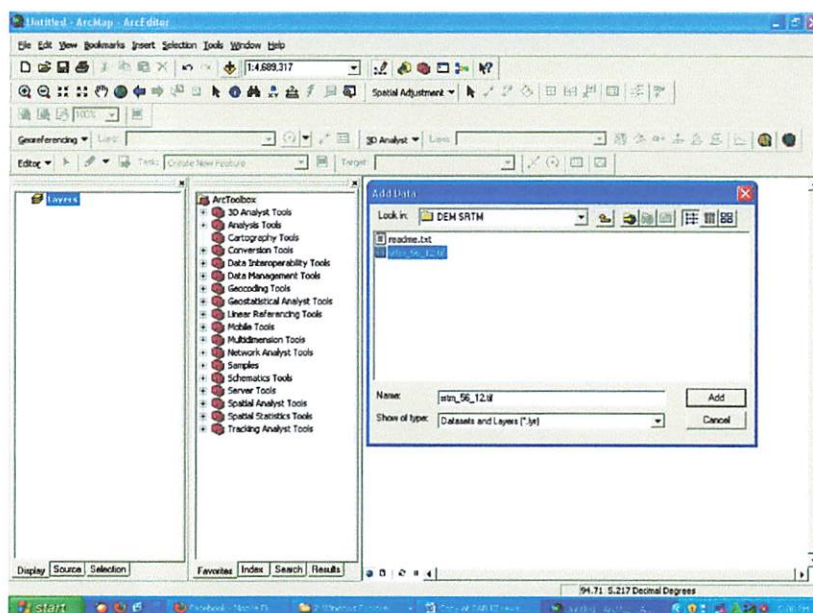 Untitled - ArcMap - ArcEditor
File Edit View Bookmarks Insert Selection Tools Window Help
1:4,689,317
Spatial Adjustment
100%
Georeferencing
3D Analyst
Editor Task: Create New Feature Target:
Layers
ArcToolbox
3D Analyst Tools
Analysis Tools
Cartography Tools
Conversion Tools
Data Interoperability Tools
Data Management Tools
Geocoding Tools
Geostatistical Analyst Tools
Linear Referencing Tools
Mobile Tools
Multidimension Tools
Network Analyst Tools
Samples
Schematics Tools
Server Tools
Spatial Analyst Tools
Spatial Statistics Tools
Tracking Analyst Tools
Add Data
Look in: DEM SRTM
readme.txt
srtm_56_12.tif
Name: srtm_56_12.tif Add
Show of type: Datasets and Layers (*.lyr) Cancel
Display Source Selection
Favorites Index Search Results
94.71 5.217 Decimal Degrees
start